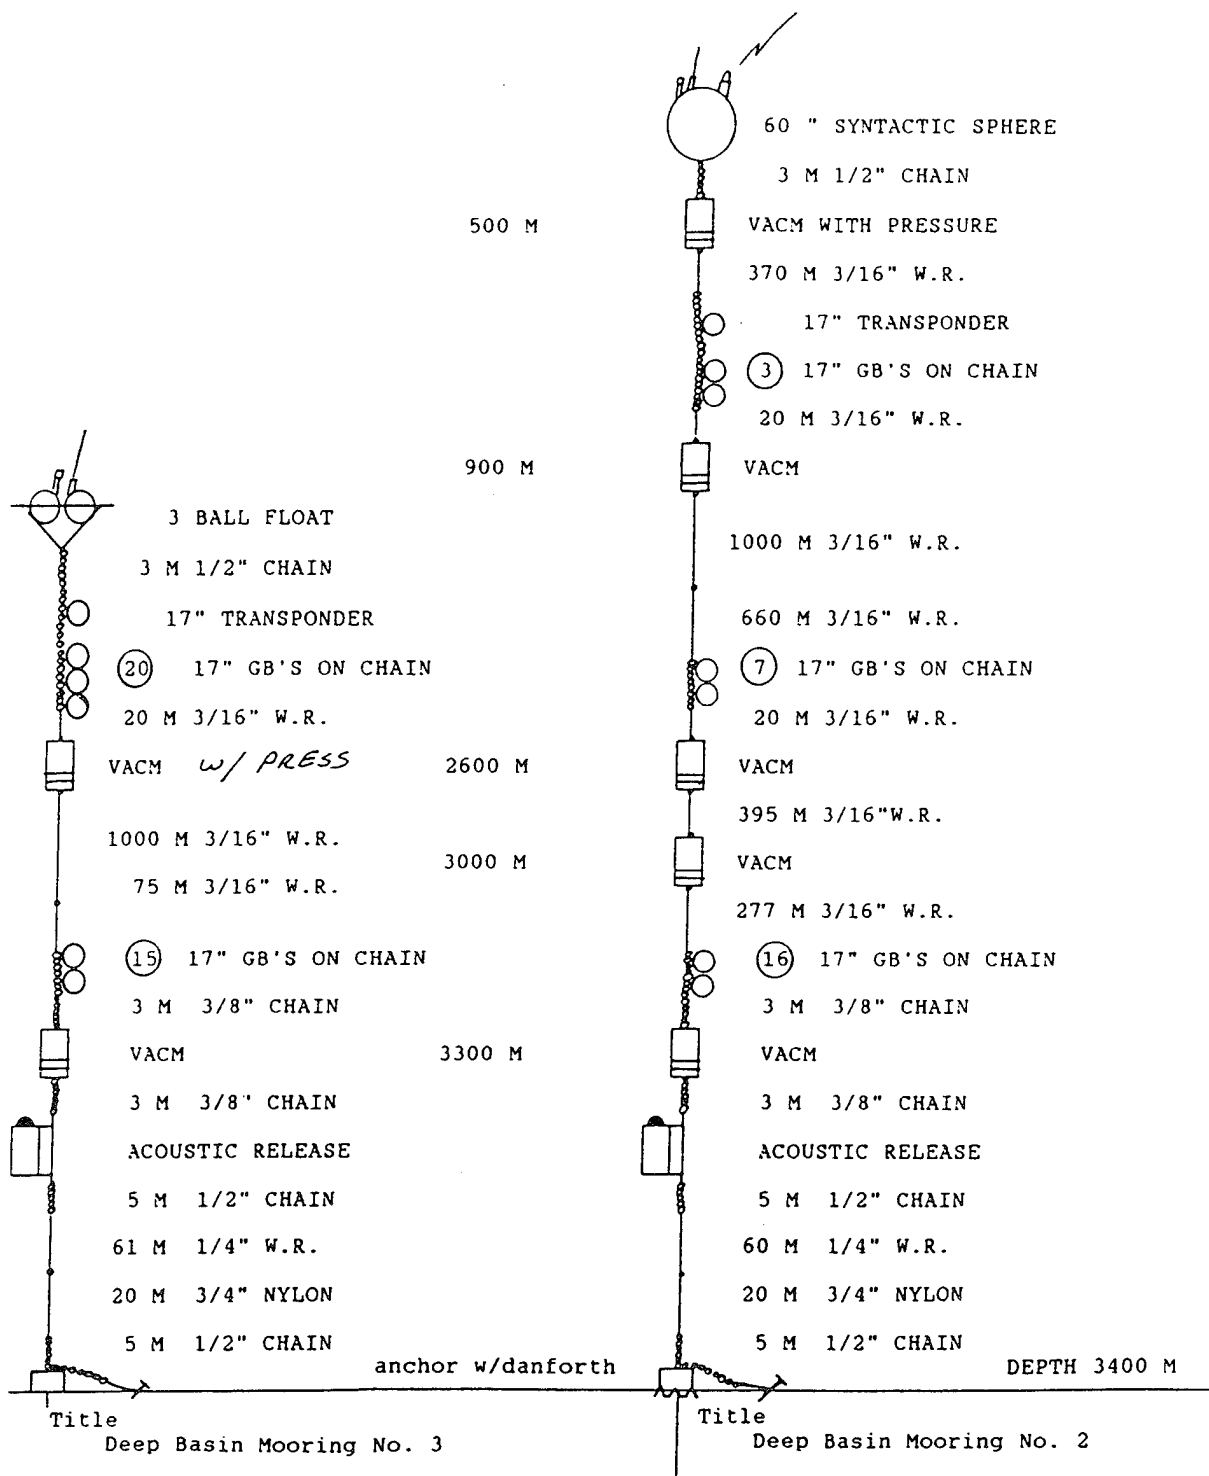 60 " SYNTACTIC SPHERE
3 M 1/2" CHAIN
500 M
VACM WITH PRESSURE
370 M 3/16" W.R.
17" TRANSPONDER
3 17" GB'S ON CHAIN
20 M 3/16" W.R.
900 M
VACM
1000 M 3/16" W.R.
660 M 3/16" W.R.
7 17" GB'S ON CHAIN
20 M 3/16" W.R.
VACM
395 M 3/16"W.R.
VACM
277 M 3/16" W.R.
16 17" GB'S ON CHAIN
3 M 3/8" CHAIN
VACM
3 M 3/8" CHAIN
ACOUSTIC RELEASE
5 M 1/2" CHAIN
60 M 1/4" W.R.
20 M 3/4" NYLON
5 M 1/2" CHAIN
DEPTH 3400 M
Title
Deep Basin Mooring No. 2
3 BALL FLOAT
3 M 1/2" CHAIN
17" TRANSPONDER
20 17" GB'S ON CHAIN
20 M 3/16" W.R.
VACM w/ PRESS
2600 M
1000 M 3/16" W.R.
3000 M
75 M 3/16" W.R.
15 17" GB'S ON CHAIN
3 M 3/8" CHAIN
VACM
3300 M
3 M 3/8" CHAIN
ACOUSTIC RELEASE
5 M 1/2" CHAIN
61 M 1/4" W.R.
20 M 3/4" NYLON
5 M 1/2" CHAIN
anchor w/danforth
Title
Deep Basin Mooring No. 3